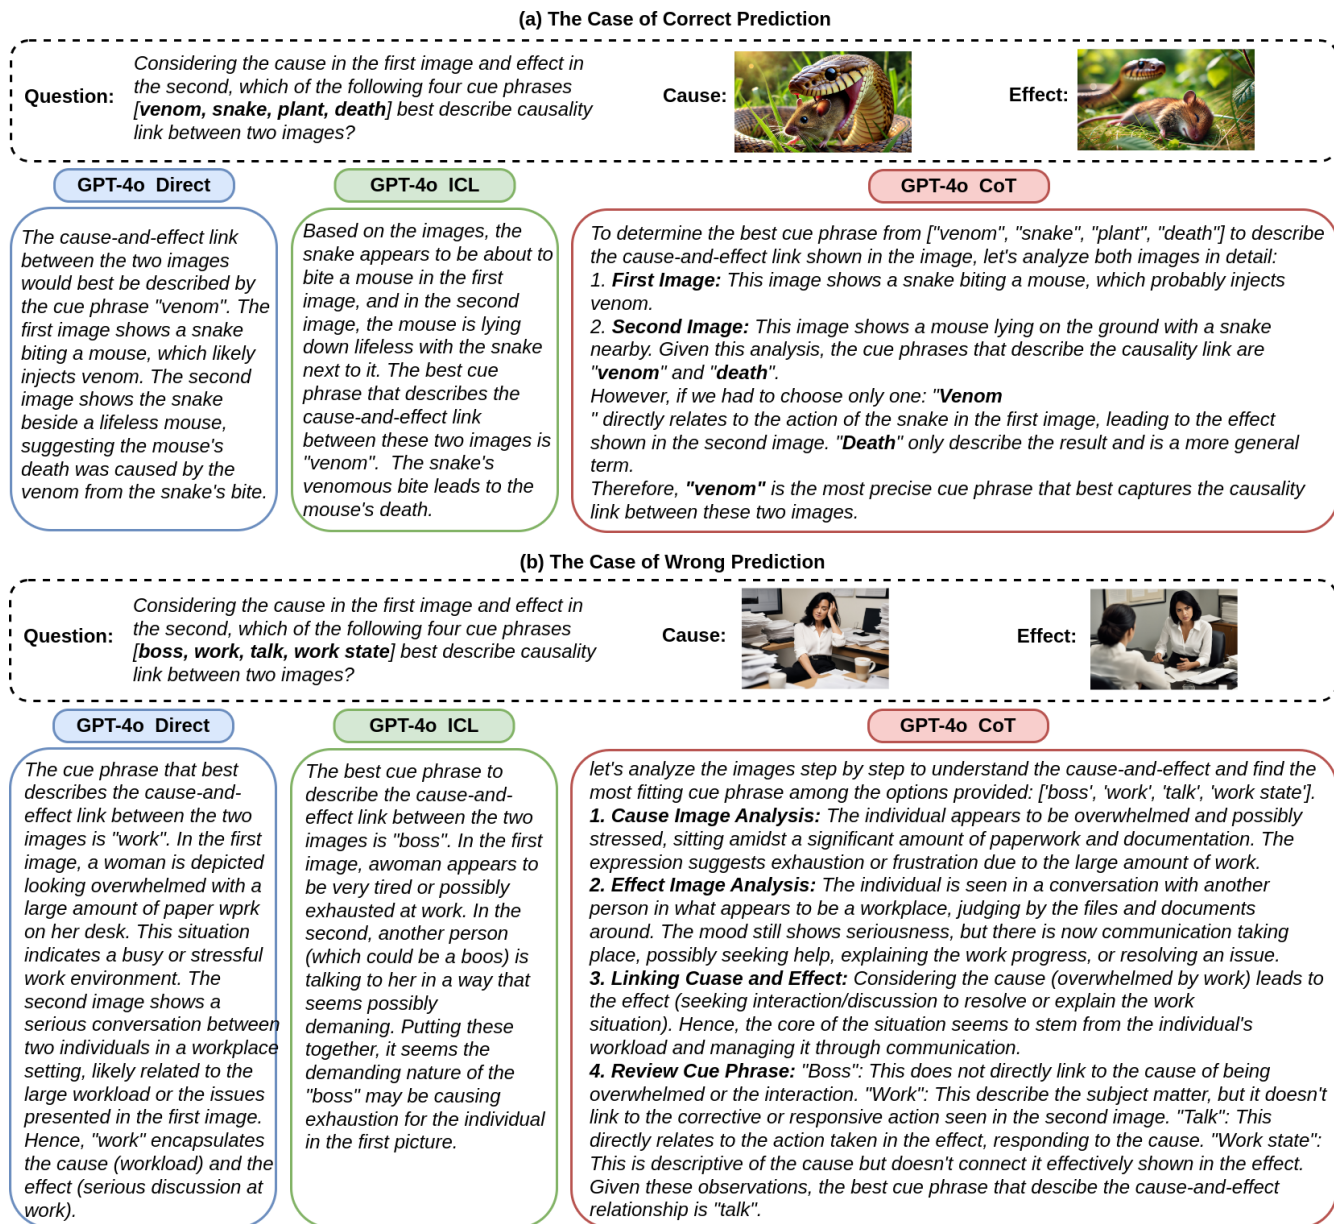 (a) The Case of Correct Prediction
Question:
Considering the cause in the first image and effect in
the second, which of the following four cue phrases
[venom, snake, plant, death] best describe causality
link between two images?
Cause:
Effect:
GPT-4o Direct
The cause-and-effect link
between the two images
would best be described by
the cue phrase "venom". The
first image shows a snake
biting a mouse, which likely
injects venom. The second
image shows the snake
beside a lifeless mouse,
suggesting the mouse's
death was caused by the
venom from the snake's bite.
GPT-4o ICL
Based on the images, the
snake appears to be about to
bite a mouse in the first
image, and in the second
image, the mouse is lying
down lifeless with the snake
next to it. The best cue
phrase that describes the
cause-and-effect link
between these two images is
"venom". The snake's
venomous bite leads to the
mouse's death.
GPT-4o CoT
To determine the best cue phrase from ["venom", "snake", "plant", "death"] to describe
the cause-and-effect link shown in the image, let's analyze both images in detail:
1. First Image: This image shows a snake biting a mouse, which probably injects
venom.
2. Second Image: This image shows a mouse lying on the ground with a snake
nearby. Given this analysis, the cue phrases that describe the causality link are
"venom" and "death".
However, if we had to choose only one: "Venom
" directly relates to the action of the snake in the first image, leading to the effect
shown in the second image. "Death" only describe the result and is a more general
term.
Therefore, "venom" is the most precise cue phrase that best captures the causality
link between these two images.
(b) The Case of Wrong Prediction
Question:
Considering the cause in the first image and effect in
the second, which of the following four cue phrases
[boss, work, talk, work state] best describe causality
link between two images?
Cause:
Effect:
GPT-4o Direct
The cue phrase that best
describes the cause-and-
effect link between the two
images is "work". In the first
image, a woman is depicted
looking overwhelmed with a
large amount of paper wprk
on her desk. This situation
indicates a busy or stressful
work environment. The
second image shows a
serious conversation between
two individuals in a workplace
setting, likely related to the
large workload or the issues
presented in the first image.
Hence, "work" encapsulates
the cause (workload) and the
effect (serious discussion at
work).
GPT-4o ICL
The best cue phrase to
describe the cause-and-
effect link between the two
images is "boss". In the first
image, awoman appears to
be very tired or possibly
exhausted at work. In the
second, another person
(which could be a boos) is
talking to her in a way that
seems possibly
demaning. Putting these
together, it seems the
demanding nature of the
"boss" may be causing
exhaustion for the individual
in the first picture.
GPT-4o CoT
let's analyze the images step by step to understand the cause-and-effect and find the
most fitting cue phrase among the options provided: ['boss', 'work', 'talk', 'work state'].
1. Cause Image Analysis: The individual appears to be overwhelmed and possibly
stressed, sitting amidst a significant amount of paperwork and documentation. The
expression suggests exhaustion or frustration due to the large amount of work.
2. Effect Image Analysis: The individual is seen in a conversation with another
person in what appears to be a workplace, judging by the files and documents
around. The mood still shows seriousness, but there is now communication taking
place, possibly seeking help, explaining the work progress, or resolving an issue.
3. Linking Cuase and Effect: Considering the cause (overwhelmed by work) leads to
the effect (seeking interaction/discussion to resolve or explain the work
situation). Hence, the core of the situation seems to stem from the individual's
workload and managing it through communication.
4. Review Cue Phrase: "Boss": This does not directly link to the cause of being
overwhelmed or the interaction. "Work": This describe the subject matter, but it doesn't
link to the corrective or responsive action seen in the second image. "Talk": This
directly relates to the action taken in the effect, responding to the cause. "Work state":
This is descriptive of the cause but doesn't connect it effectively shown in the effect.
Given these observations, the best cue phrase that descibe the cause-and-effect
relationship is "talk".